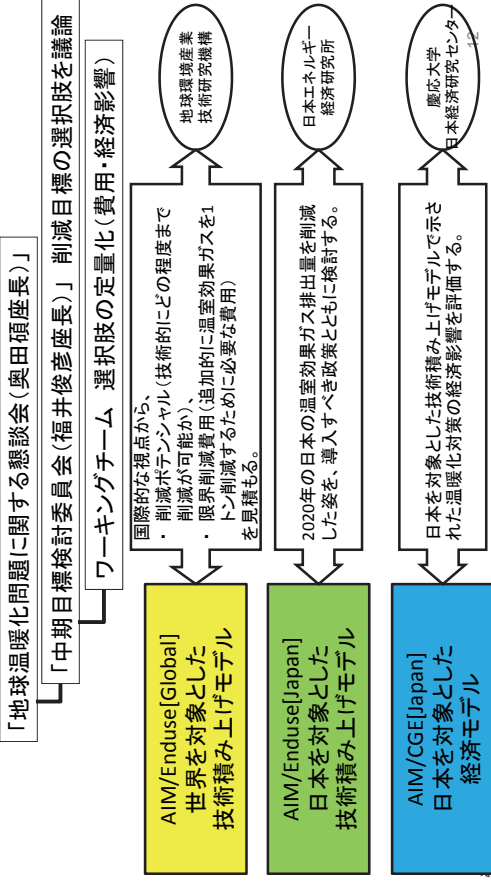 「地球温暖化問題に関する懇談会(奥田碩座長)」
「中期目標検討委員会(福井俊彦座長)」 削減目標の選択肢を議論
ワーキングチーム 選択肢の定量化(費用・経済影響)
AIM/Enduse[Global]
世界を対象とした
技術積み上げモデル
国際的な視点から、
・ 削減ポテンシャル(技術的にどの程度まで
削減が可能か)、
・ 限界削減費用(追加的に温室効果ガスを1
トン削減するために必要な費用)
を見積もる。
地球環境産業
技術研究機構
AIM/Enduse[Japan]
日本を対象とした
技術積み上げモデル
2020年の日本の温室効果ガス排出量を削減
した姿を、導入すべき政策とともに検討する。
日本エネルギー
経済研究所
AIM/CGE[Japan]
日本を対象とした
経済モデル
日本を対象とした技術積み上げモデルで示さ
れた温暖化対策の経済影響を評価する。
慶応大学
日本経済研究センター
12